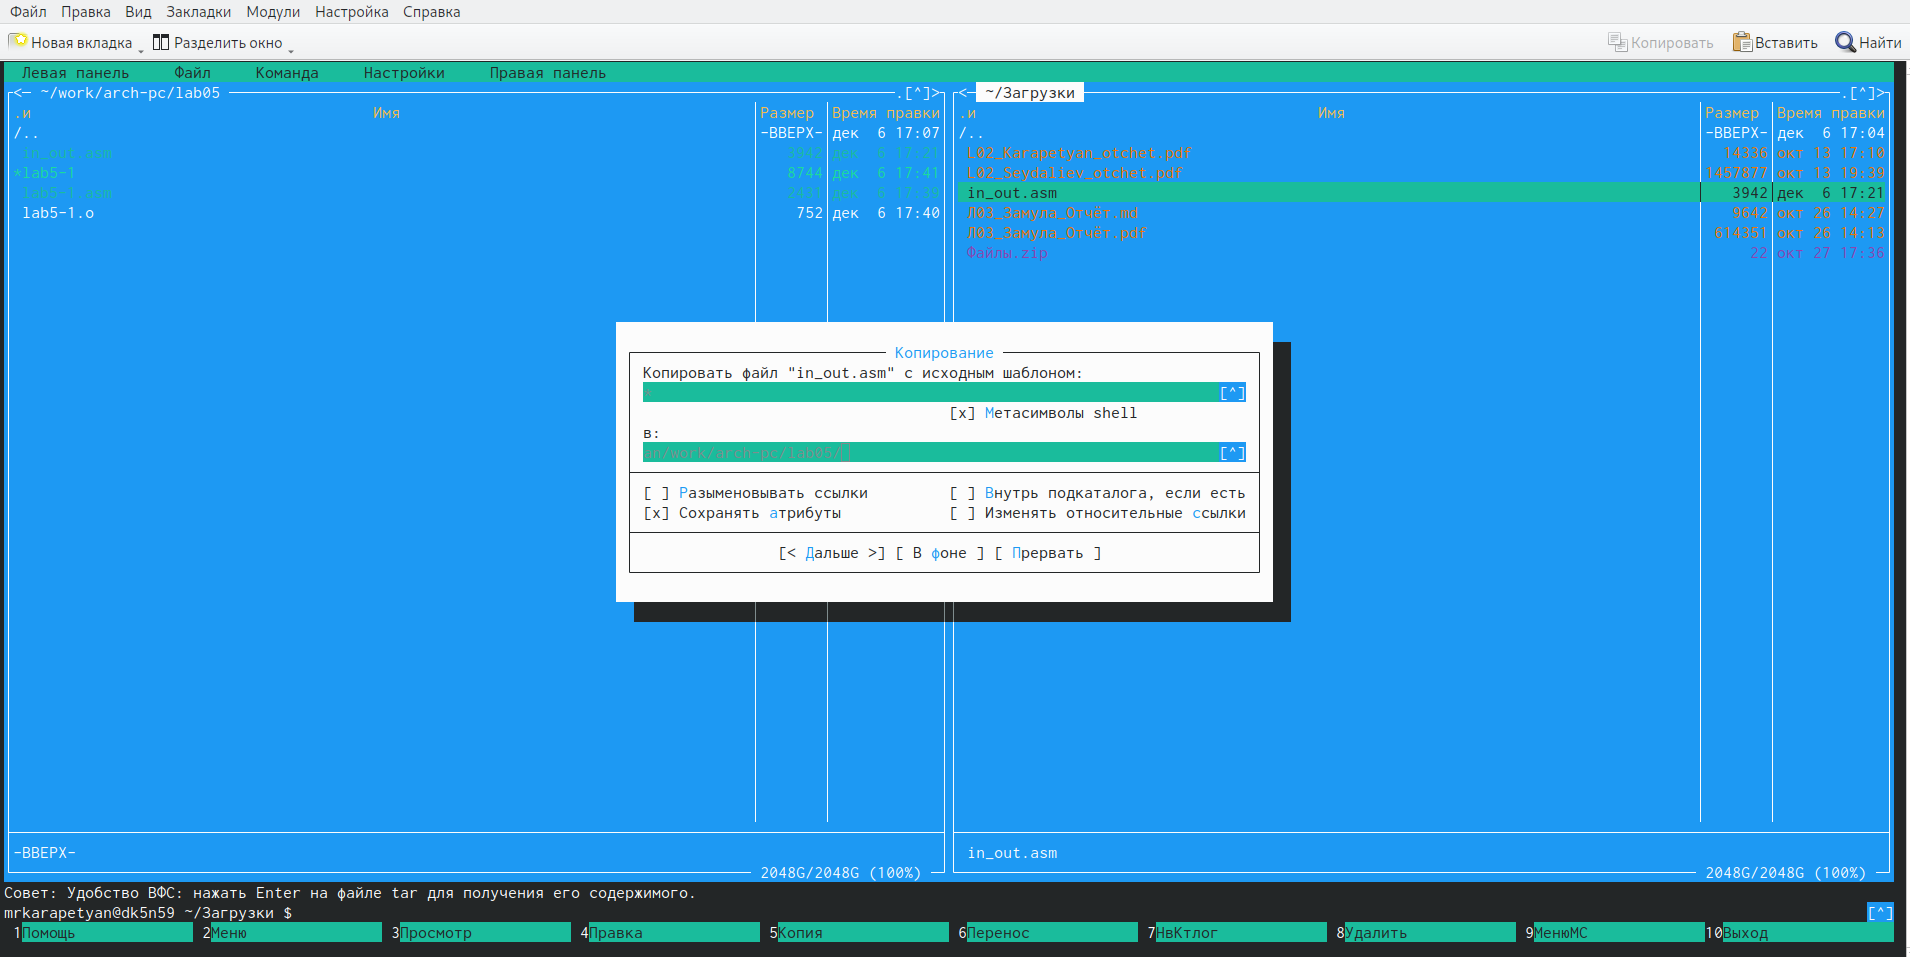 Файл Правка Вид Закладки Модули Настройка Справка
Новая вкладка Разделить окно Копировать Вставить Найти
Левая панель Файл Команда Настройки Правая панель
<─ ~/work/arch-pc/lab05 .[^]>
.и Имя Размер Время правки
/.. -ВВЕРХ- дек 6 17:07
in_out.asm 3942 дек 6 17:21
*lab5-1 8744 дек 6 17:41
lab5-1.asm 2431 дек 6 17:39
lab5-1.o 752 дек 6 17:40
-ВВЕРХ-
2048G/2048G (100%)
<─ ~/Загрузки .[^]>
.и Имя Размер Время правки
/.. -ВВЕРХ- дек 6 17:04
L02_Karapetyan_otchet.pdf 14336 окт 13 17:10
L02_Seydaliev_otchet.pdf 1457877 окт 13 19:39
in_out.asm 3942 дек 6 17:21
Л03_Замула_Отчёт.md 9642 окт 26 14:27
Л03_Замула_Отчёт.pdf 614351 окт 26 14:13
Файлы.zip 22 окт 27 17:36
in_out.asm
2048G/2048G (100%)
Копирование
Копировать файл "in_out.asm" с исходным шаблоном:
[^]
[x] Метасимволы shell
в:
an/work/arch-pc/lab05/ [^]
[ ] Разыменовывать ссылки [ ] Внутрь подкаталога, если есть
[x] Сохранять атрибуты [ ] Изменять относительные ссылки
[< Дальше >] [ В фоне ] [ Прервать ]
Совет: Удобство ВФС: нажать Enter на файле tar для получения его содержимого.
mrkarapetyan@dk5n59 ~/Загрузки $ [^]
1Помощь 2Меню 3Просмотр 4Правка 5Копия 6Перенос 7НвКтлог 8Удалить 9МенюMC 10Выход